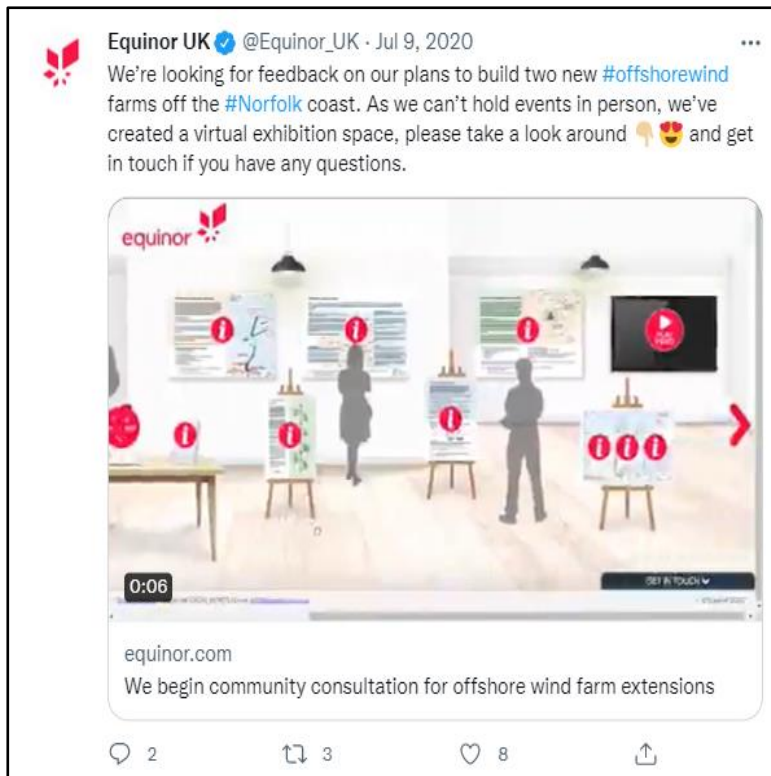 Equinor UK @Equinor_UK · Jul 9, 2020
We’re looking for feedback on our plans to build two new #offshorewind
farms off the #Norfolk coast. As we can’t hold events in person, we’ve
created a virtual exhibition space, please take a look around 👇🏼😍 and get
in touch if you have any questions.
equinor
i i i
PLAY VIDEO
i i i i i i
0:06
GET IN TOUCH
equinor.com
We begin community consultation for offshore wind farm extensions
2 3 8